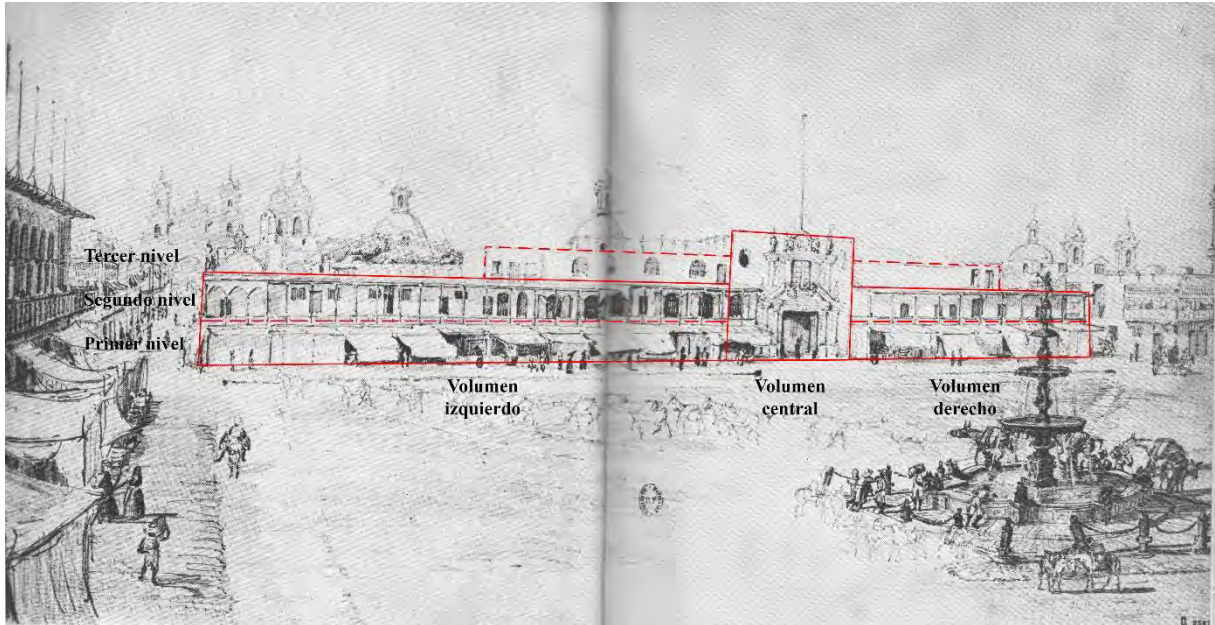 Tercer nivel
Segundo nivel
Primer nivel
Volumen
izquierdo
Volumen
central
Volumen
derecho